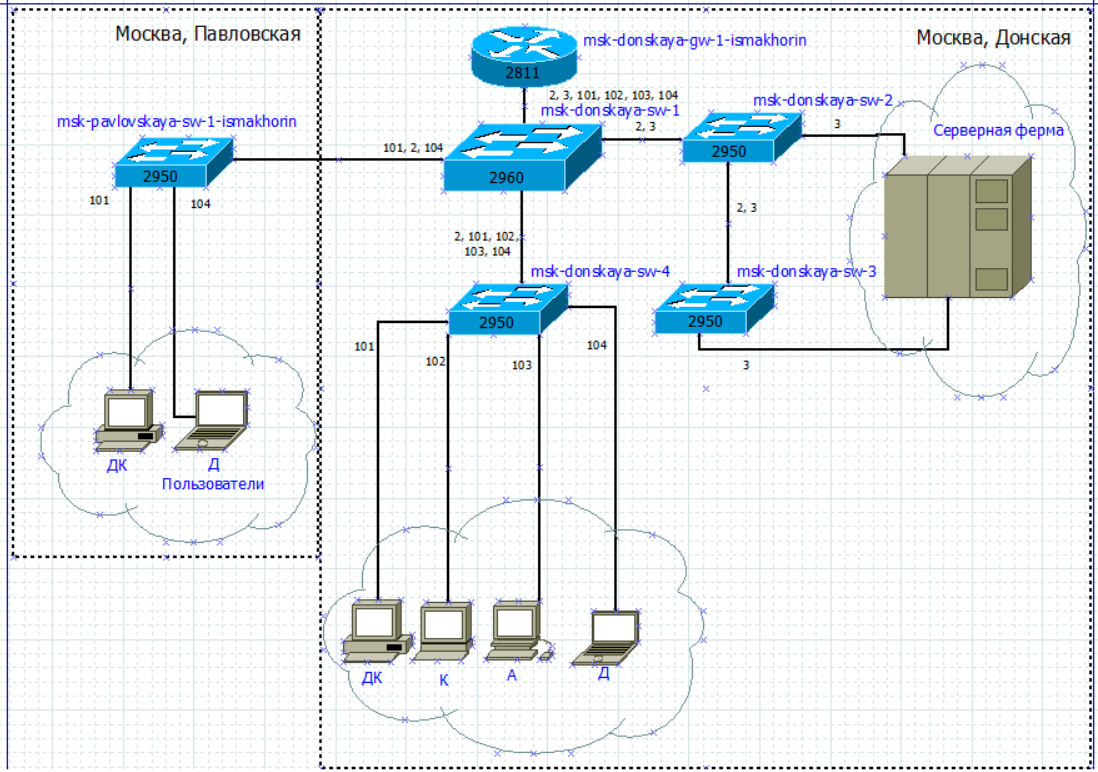 Москва, Павловская
Москва, Донская
msk-donskaya-gw-1-ismakhorin
2811
2, 3, 101, 102, 103, 104
msk-donskaya-sw-1
msk-donskaya-sw-2
msk-pavlovskaya-sw-1-ismakhorin
2, 3
3
Серверная ферма
101, 2, 104
2950
2960
2950
101
104
2, 3
2, 101, 102,
103, 104
msk-donskaya-sw-4
msk-donskaya-sw-3
2950
2950
101
102
103
104
3
ДК
Д
Пользователи
ДК
К
А
Д